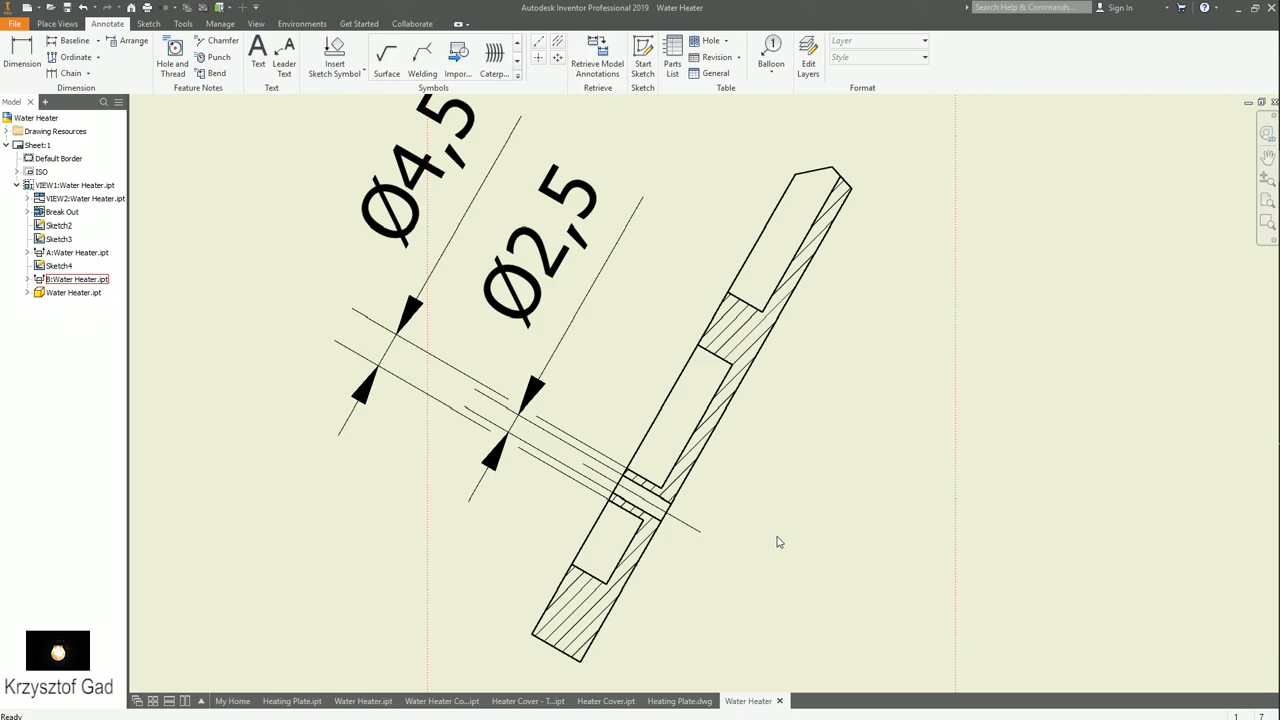 Autodesk Inventor Professional 2019 Water Heater
Search Help & Commands... Sign In
File Place Views Annotate Sketch Tools Manage View Environments Get Started Collaborate
Dimension
Baseline
Ordinate
Chain
Arrange
Dimension
Hole and Thread
Chamfer
Punch
Bend
Feature Notes
Text
Leader Text
Text
Insert Sketch Symbol
Surface
Welding
Impor...
Caterp...
Symbols
Retrieve Model Annotations
Retrieve
Start Sketch
Sketch
Parts List
Hole
Revision
General
Table
Balloon
Edit Layers
Layer
Style
Format
Model
Water Heater
Drawing Resources
Sheet:1
Default Border
ISO
VIEW1:Water Heater.ipt
VIEW2:Water Heater.ipt
Break Out
Sketch2
Sketch3
A:Water Heater.ipt
Sketch4
B:Water Heater.ipt
Water Heater.ipt
Ø4,5
Ø2,5
Krzysztof Gad
My Home Heating Plate.ipt Water Heater.ipt Water Heater Co...ipt Heater Cover - T...ipt Heater Cover.ipt Heating Plate.dwg Water Heater
Ready 1 7